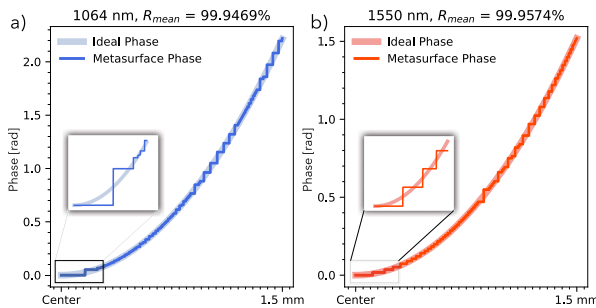 a)
1064 nm, R_mean = 99.9469%
Ideal Phase
Metasurface Phase
Phase [rad]
2.0
1.5
1.0
0.5
0.0
Center
1.5 mm
b)
1550 nm, R_mean = 99.9574%
Ideal Phase
Metasurface Phase
Phase [rad]
1.5
1.0
0.5
0.0
Center
1.5 mm